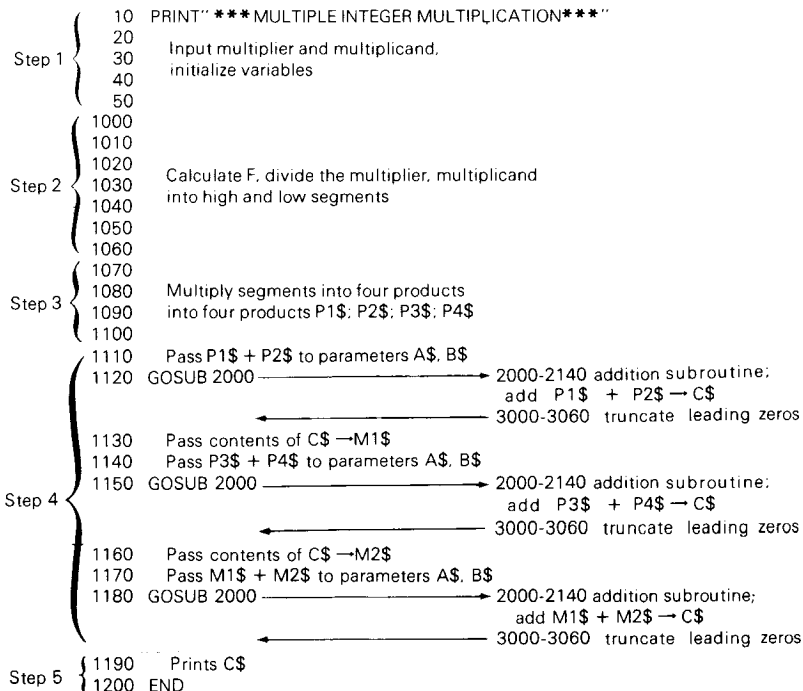 10 PRINT" ***MULTIPLE INTEGER MULTIPLICATION***"
20
Step 1 30 Input multiplier and multiplicand,
initialize variables
40
50
1000
1010
1020
Step 2 1030 Calculate F, divide the multiplier, multiplicand
1040 into high and low segments
1050
1060
1070
Step 3 1080 Multiply segments into four products
1090 into four products P1$; P2$; P3$; P4$
1100
1110 Pass P1$ + P2$ to parameters A$, B$
1120 GOSUB 2000 → 2000-2140 addition subroutine;
add P1$ + P2$ → C$
← 3000-3060 truncate leading zeros
1130 Pass contents of C$ → M1$
1140 Pass P3$ + P4$ to parameters A$, B$
1150 GOSUB 2000 → 2000-2140 addition subroutine:
Step 4 add P3$ + P4$ → C$
← 3000-3060 truncate leading zeros
1160 Pass contents of C$ → M2$
1170 Pass M1$ + M2$ to parameters A$, B$
1180 GOSUB 2000 → 2000-2140 addition subroutine;
add M1$ + M2$ → C$
← 3000-3060 truncate leading zeros
1190 Prints C$
Step 5 1200 END